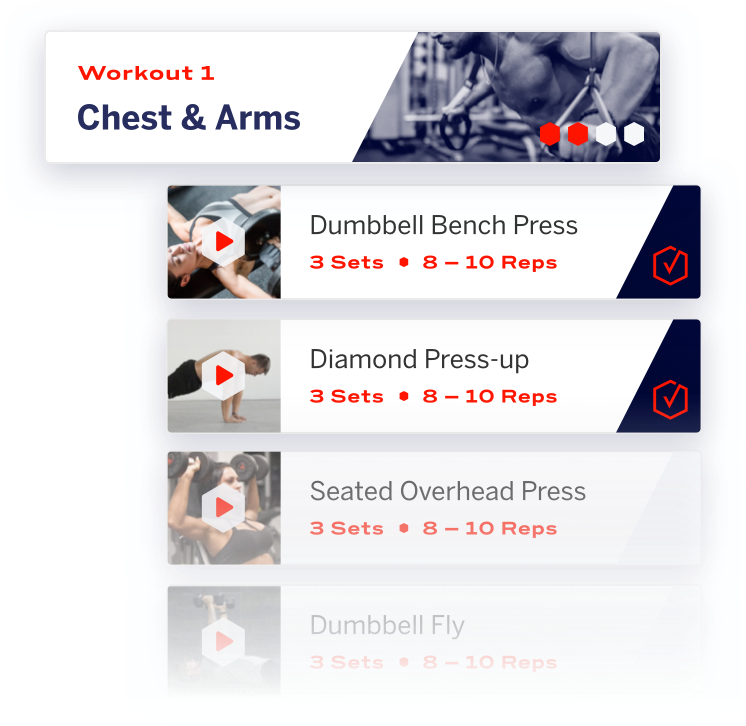 Workout 1
Chest & Arms
Dumbbell Bench Press
3 Sets ⬢ 8 – 10 Reps
Diamond Press-up
3 Sets ⬢ 8 – 10 Reps
Seated Overhead Press
3 Sets ⬢ 8 – 10 Reps
Dumbbell Fly
3 Sets ⬢ 8 – 10 Reps